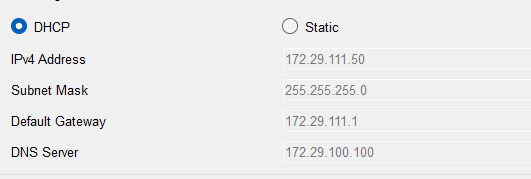 DHCP Static
IPv4 Address 172.29.111.50
Subnet Mask 255.255.255.0
Default Gateway 172.29.111.1
DNS Server 172.29.100.100